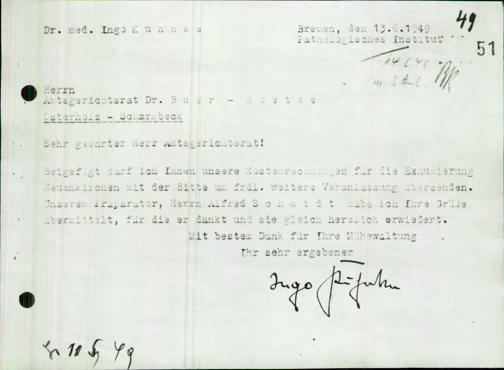 49
51
Dr. med. Ingo K u h n k e
Bremen, den 13.6.1949
Pathologisches Institut
Herrn
Amtsgerichtsrat Dr.
Osterholz - Scharmbeck
Sehr geehrter Herr Amtsgerichtsrat!
Beigefügt darf ich Ihnen unsere Kostenrechnungen für die Exhumierung
Neuenkirchen mit der Bitte um frdl. weitere Veranlassung übersenden.
Unserem Präparator, Herrn Alfred S c h m i d t habe ich Ihre Grüße
übermittelt, für die er dankt und sie gleich herzlich erwiedert.
Mit bestem Dank für Ihre Mühewaltung
Ihr sehr ergebener
Ingo